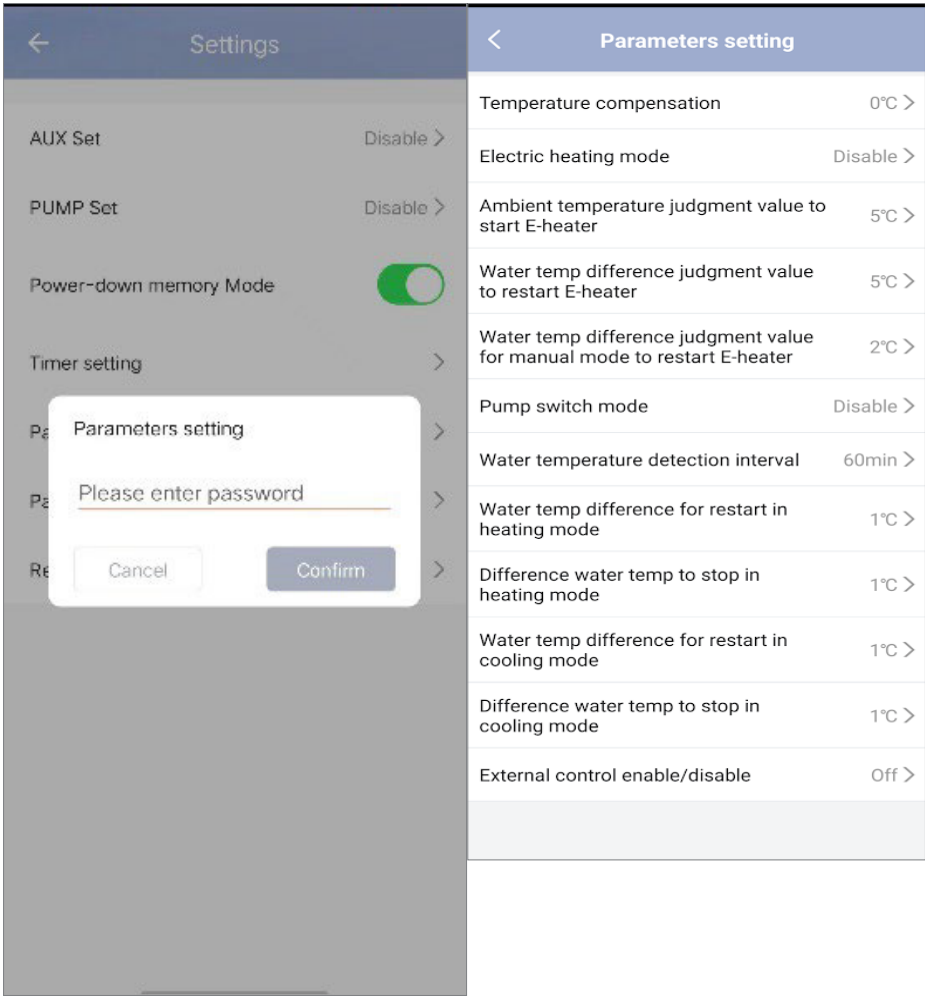 Settings
AUX Set
Disable
PUMP Set
Disable
Power-down memory Mode
Timer setting
Parameters setting
Please enter password
Cancel
Confirm
Parameters setting
Temperature compensation
0℃
Electric heating mode
Disable
Ambient temperature judgment value to
start E-heater
5℃
Water temp difference judgment value
to restart E-heater
5℃
Water temp difference judgment value
for manual mode to restart E-heater
2℃
Pump switch mode
Disable
Water temperature detection interval
60min
Water temp difference for restart in
heating mode
1℃
Difference water temp to stop in
heating mode
1℃
Water temp difference for restart in
cooling mode
1℃
Difference water temp to stop in
cooling mode
1℃
External control enable/disable
Off